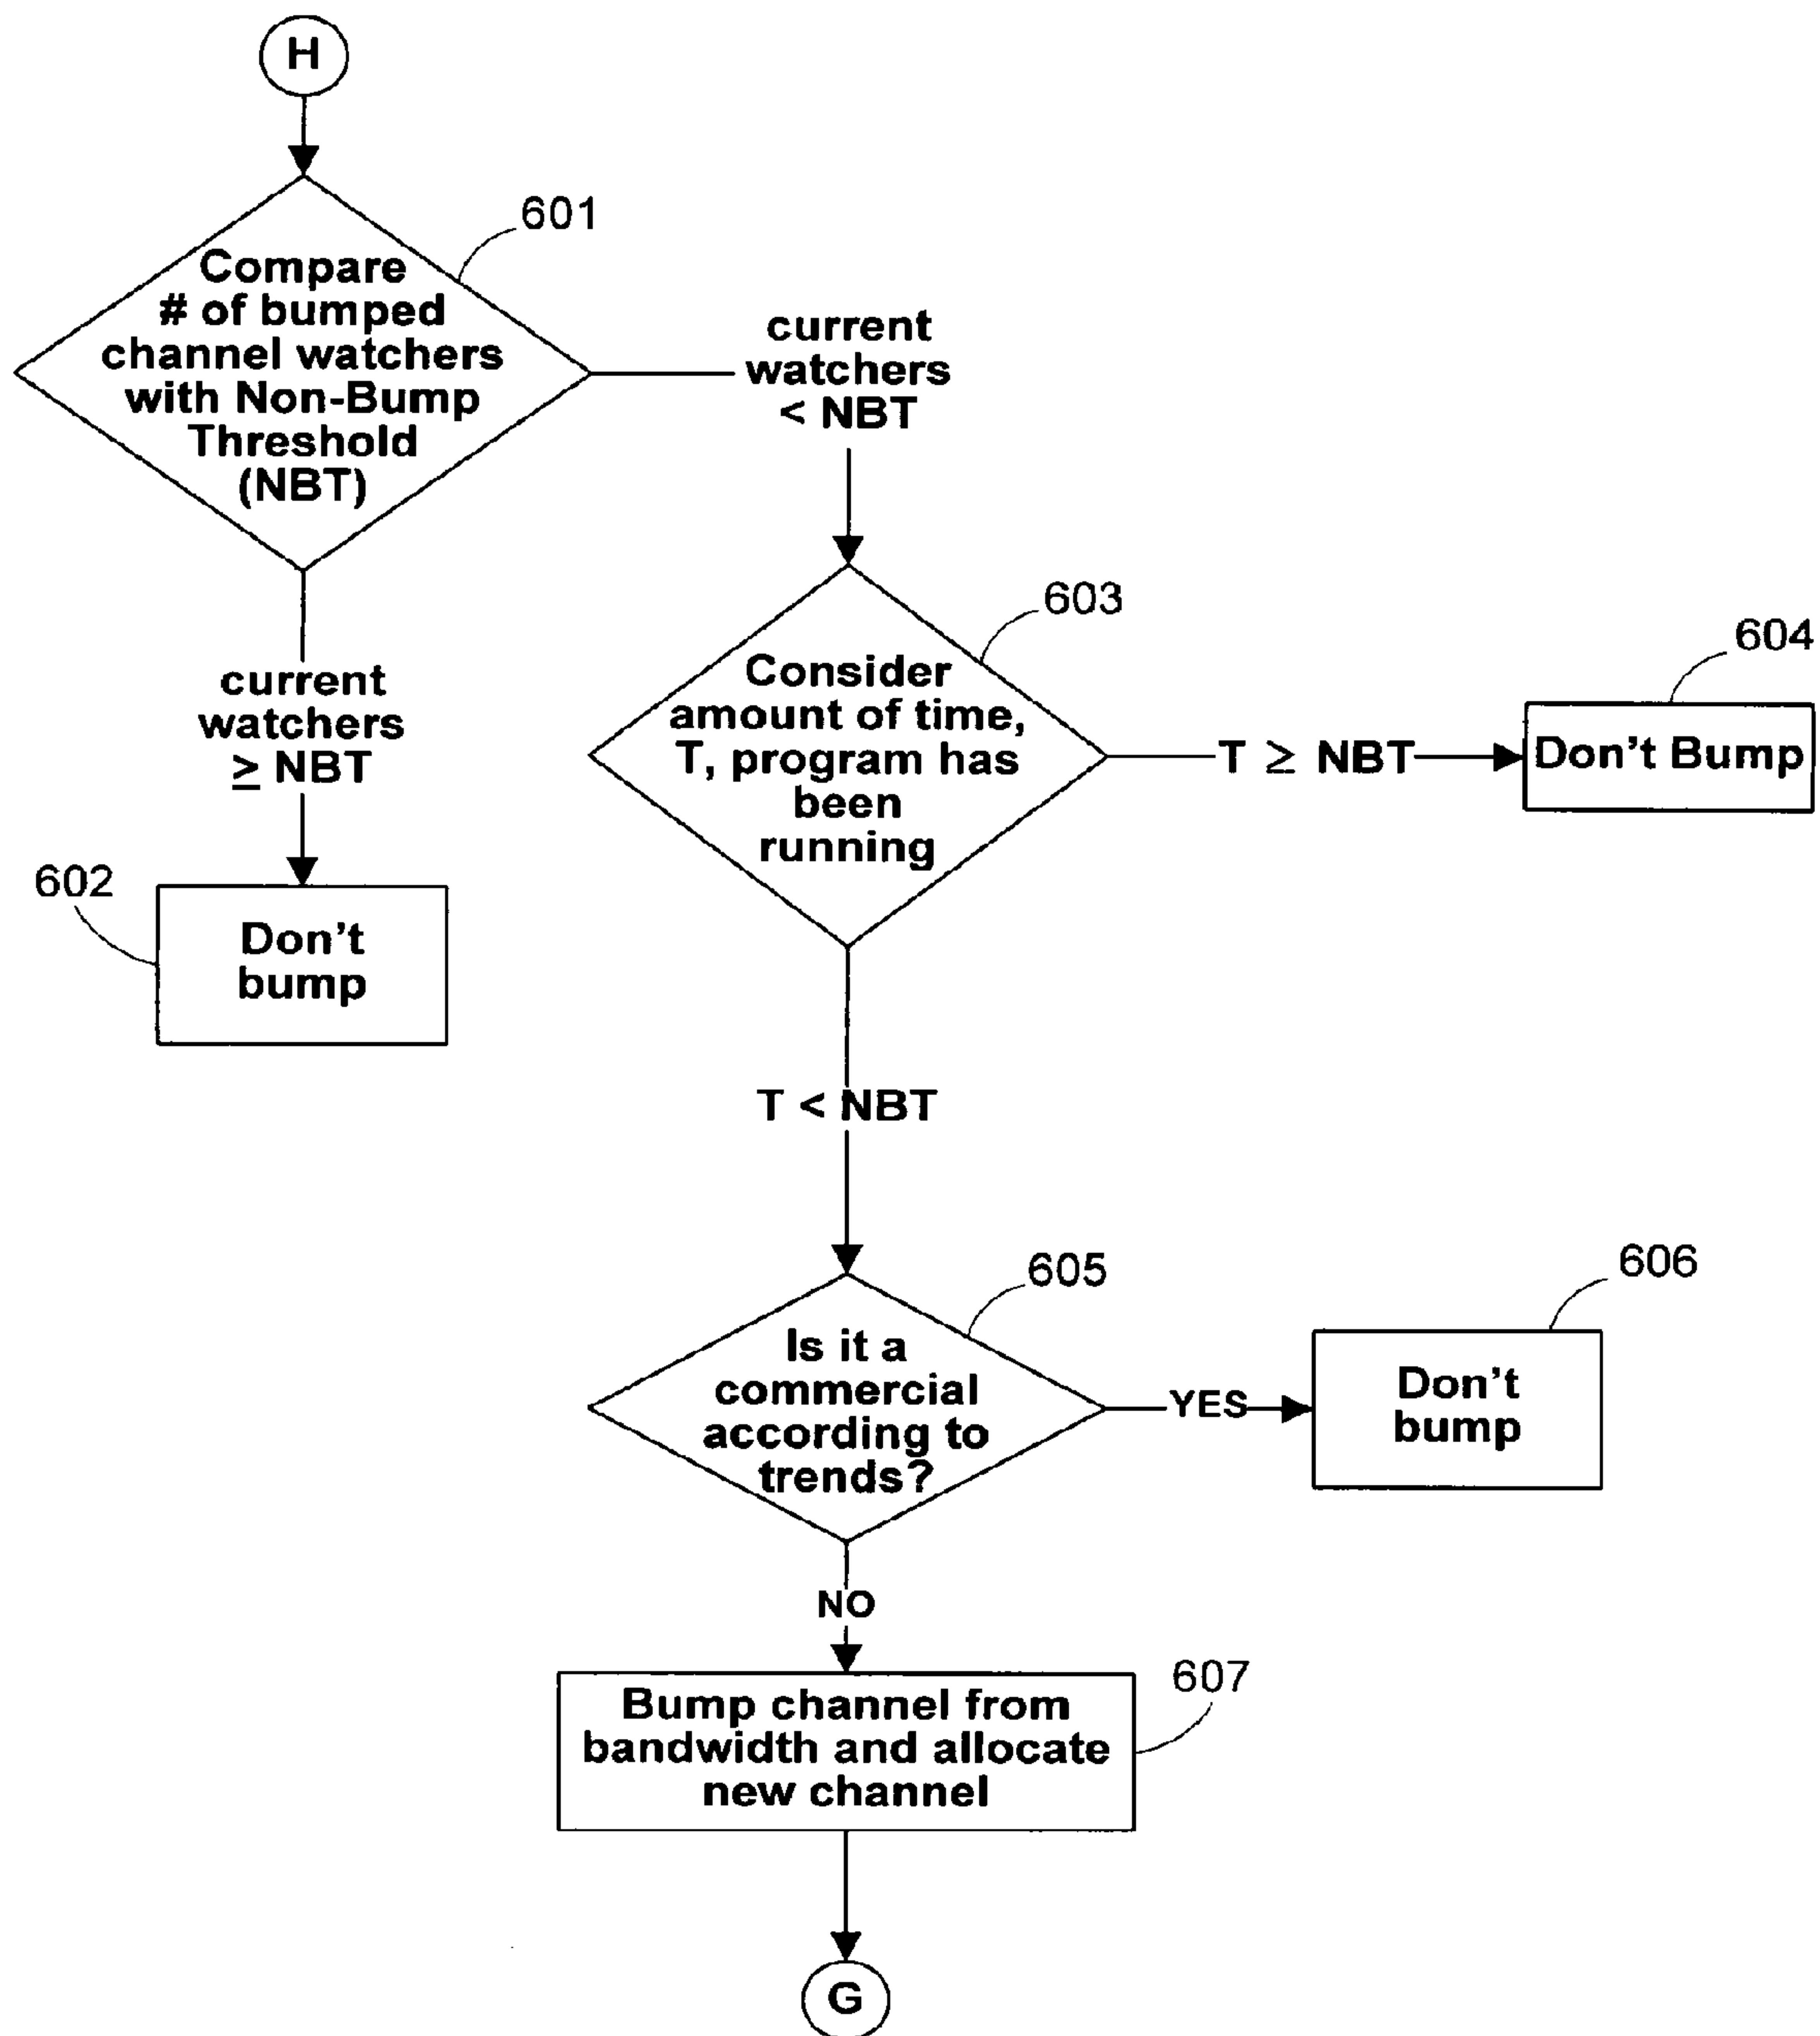 H
601
Compare
# of bumped
channel watchers
with Non-Bump
Threshold
(NBT)
current
watchers
< NBT
current
watchers
≥ NBT
602
Don't
bump
603
Consider
amount of time,
T, program has
been
running
T ≥ NBT
604
Don't Bump
T < NBT
605
Is it a
commercial
according to
trends?
YES
606
Don't
bump
NO
607
Bump channel from
bandwidth and allocate
new channel
G